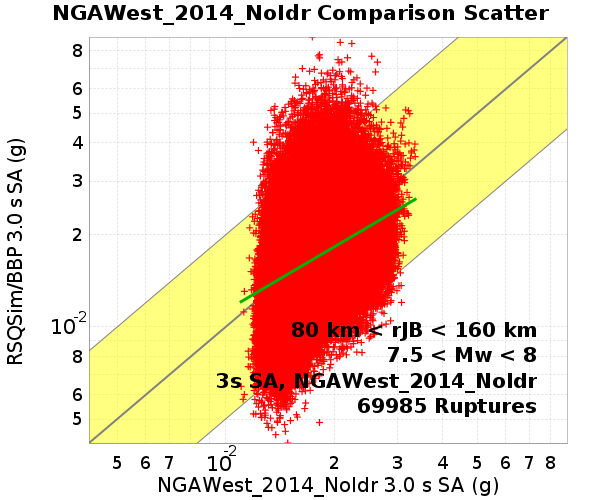 NGAWest_2014_NoIdr Comparison Scatter
RSQSim/BBP 3.0 s SA (g)
8
6
5
4
3
2
10-2
8
6
5
80 km < rJB < 160 km
7.5 < Mw < 8
3s SA, NGAWest_2014_NoIdr
69985 Ruptures
5 6 7 10-2 2 3 4 5 6 7 8
NGAWest_2014_NoIdr 3.0 s SA (g)